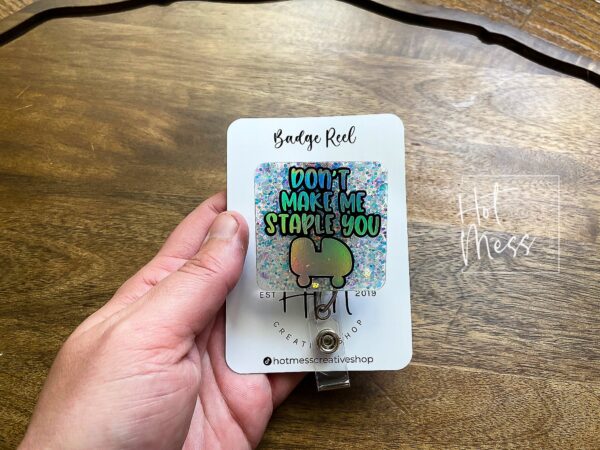 Badge Reel
DON'T
MAKE ME
STAPLE YOU
EST 2019
CREATIVE SHOP
hotmesscreativeshop
Hot
Mess